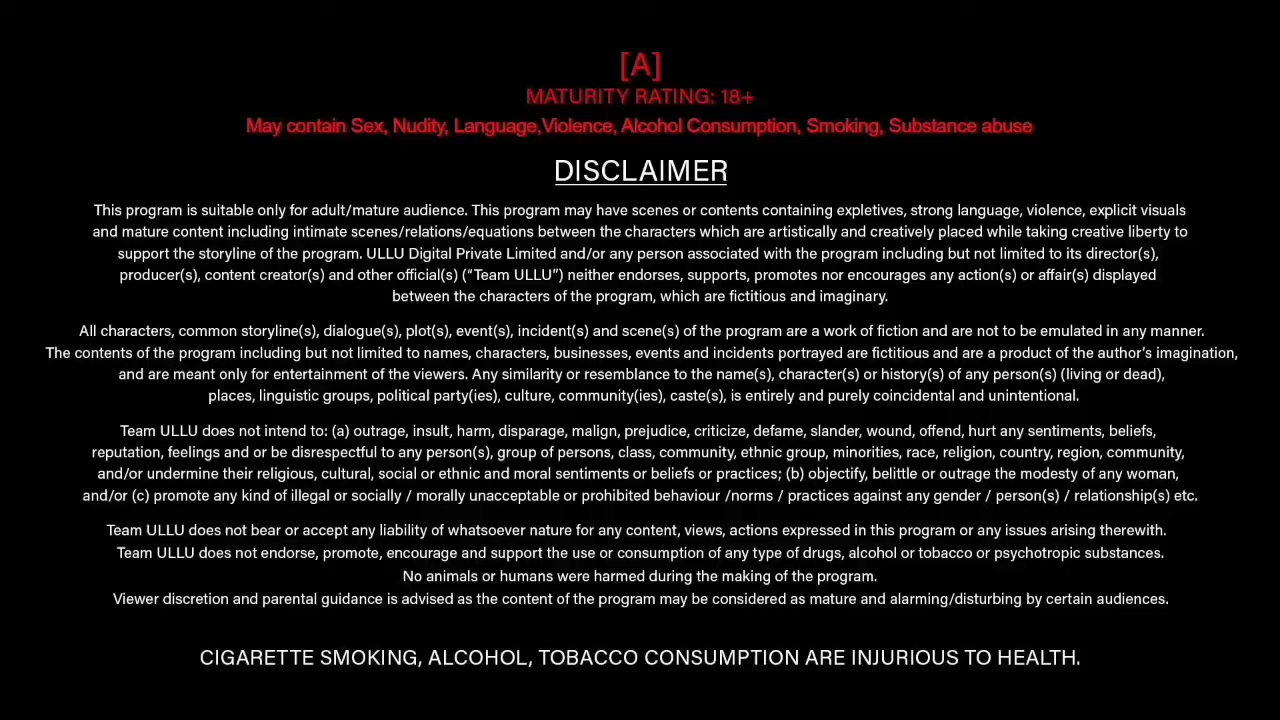 [A]
MATURITY RATING: 18+
May contain Sex, Nudity, Language,Violence, Alcohol Consumption, Smoking, Substance abuse
DISCLAIMER
This program is suitable only for adult/mature audience. This program may have scenes or contents containing expletives, strong language, violence, explicit visuals
and mature content including intimate scenes/relations/equations between the characters which are artistically and creatively placed while taking creative liberty to
support the storyline of the program. ULLU Digital Private Limited and/or any person associated with the program including but not limited to its director(s),
producer(s), content creator(s) and other official(s) (“Team ULLU”) neither endorses, supports, promotes nor encourages any action(s) or affair(s) displayed
between the characters of the program, which are fictitious and imaginary.
All characters, common storyline(s), dialogue(s), plot(s), event(s), incident(s) and scene(s) of the program are a work of fiction and are not to be emulated in any manner.
The contents of the program including but not limited to names, characters, businesses, events and incidents portrayed are fictitious and are a product of the author’s imagination,
and are meant only for entertainment of the viewers. Any similarity or resemblance to the name(s), character(s) or history(s) of any person(s) (living or dead),
places, linguistic groups, political party(ies), culture, community(ies), caste(s), is entirely and purely coincidental and unintentional.
Team ULLU does not intend to: (a) outrage, insult, harm, disparage, malign, prejudice, criticize, defame, slander, wound, offend, hurt any sentiments, beliefs,
reputation, feelings and or be disrespectful to any person(s), group of persons, class, community, ethnic group, minorities, race, religion, country, region, community,
and/or undermine their religious, cultural, social or ethnic and moral sentiments or beliefs or practices; (b) objectify, belittle or outrage the modesty of any woman,
and/or (c) promote any kind of illegal or socially / morally unacceptable or prohibited behaviour /norms / practices against any gender / person(s) / relationship(s) etc.
Team ULLU does not bear or accept any liability of whatsoever nature for any content, views, actions expressed in this program or any issues arising therewith.
Team ULLU does not endorse, promote, encourage and support the use or consumption of any type of drugs, alcohol or tobacco or psychotropic substances.
No animals or humans were harmed during the making of the program.
Viewer discretion and parental guidance is advised as the content of the program may be considered as mature and alarming/disturbing by certain audiences.
CIGARETTE SMOKING, ALCOHOL, TOBACCO CONSUMPTION ARE INJURIOUS TO HEALTH.